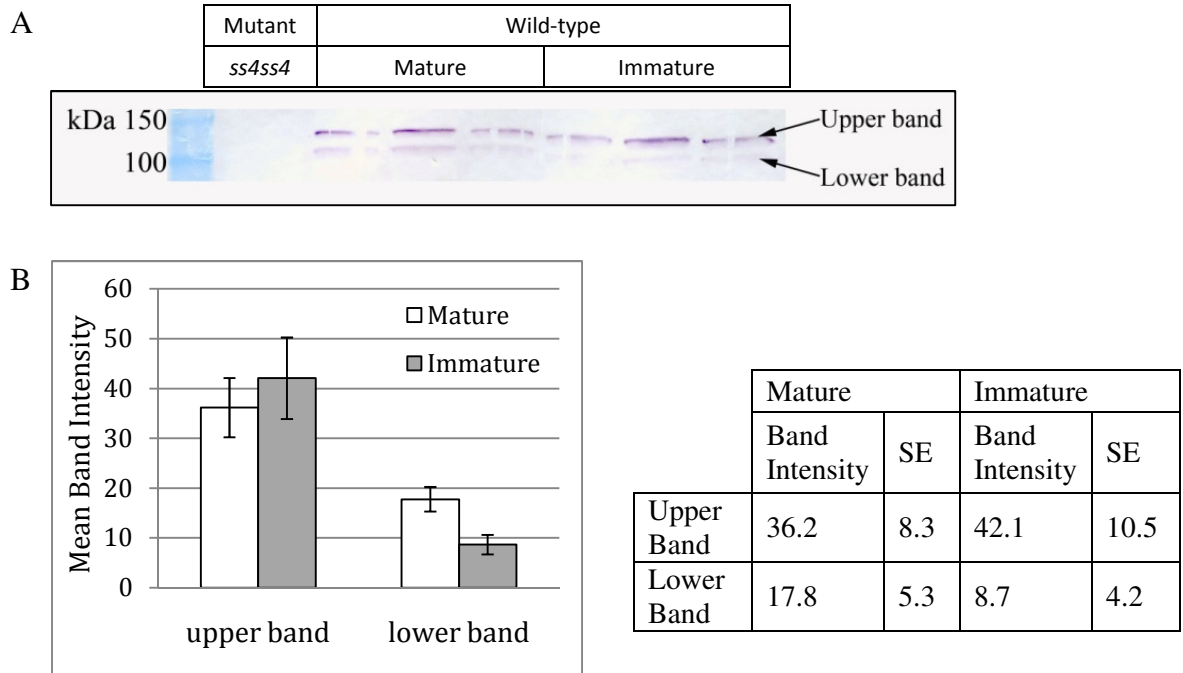 A
Mutant Wild-type
ss4ss4 Mature Immature
kDa 150
100
Upper band
Lower band
B
60
50
40
30
20
10
0
Mean Band Intensity
Mature
Immature
upper band lower band
Mature Immature
Band Intensity SE Band Intensity SE
Upper Band 36.2 8.3 42.1 10.5
Lower Band 17.8 5.3 8.7 4.2